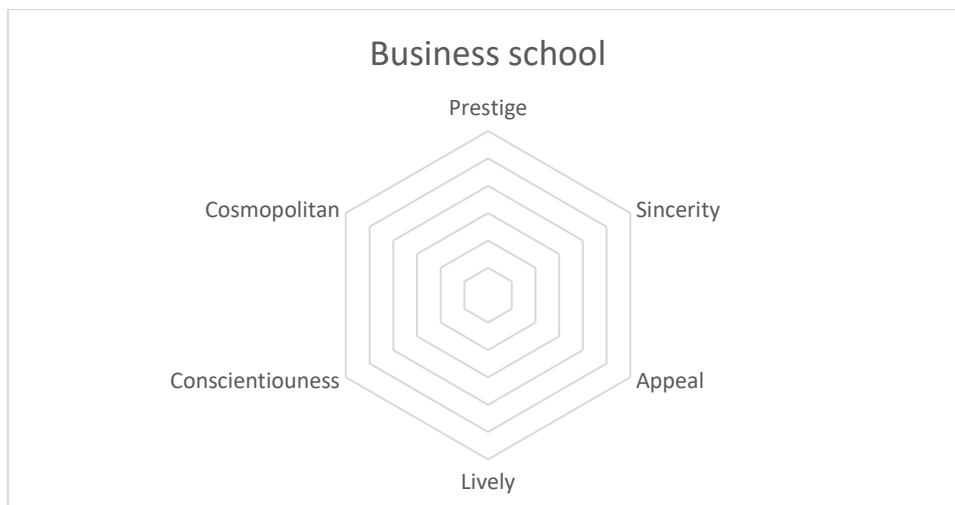 Business school
Prestige
Cosmopolitan
Sincerity
Conscientiouness
Appeal
Lively